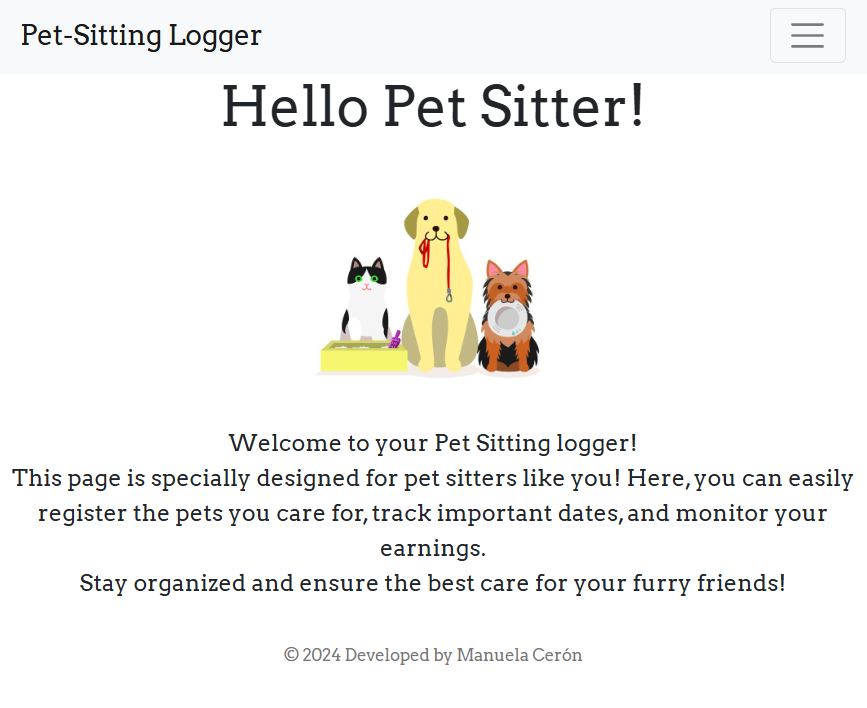 Pet-Sitting Logger
Hello Pet Sitter!
Welcome to your Pet Sitting logger!
This page is specially designed for pet sitters like you! Here, you can easily
register the pets you care for, track important dates, and monitor your
earnings.
Stay organized and ensure the best care for your furry friends!
© 2024 Developed by Manuela Cerón